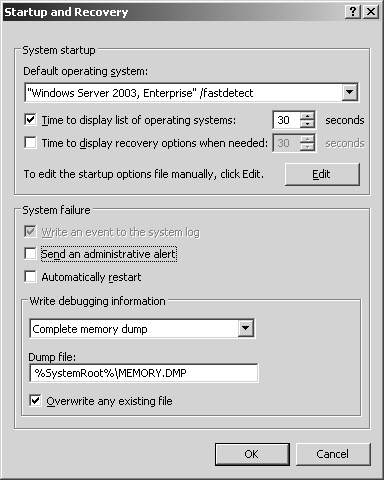 Startup and Recovery
System startup
Default operating system:
"Windows Server 2003, Enterprise" /fastdetect
Time to display list of operating systems: 30 seconds
Time to display recovery options when needed: 30 seconds
To edit the startup options file manually, click Edit. Edit
System failure
Write an event to the system log
Send an administrative alert
Automatically restart
Write debugging information
Complete memory dump
Dump file:
%SystemRoot%\MEMORY.DMP
Overwrite any existing file
OK Cancel